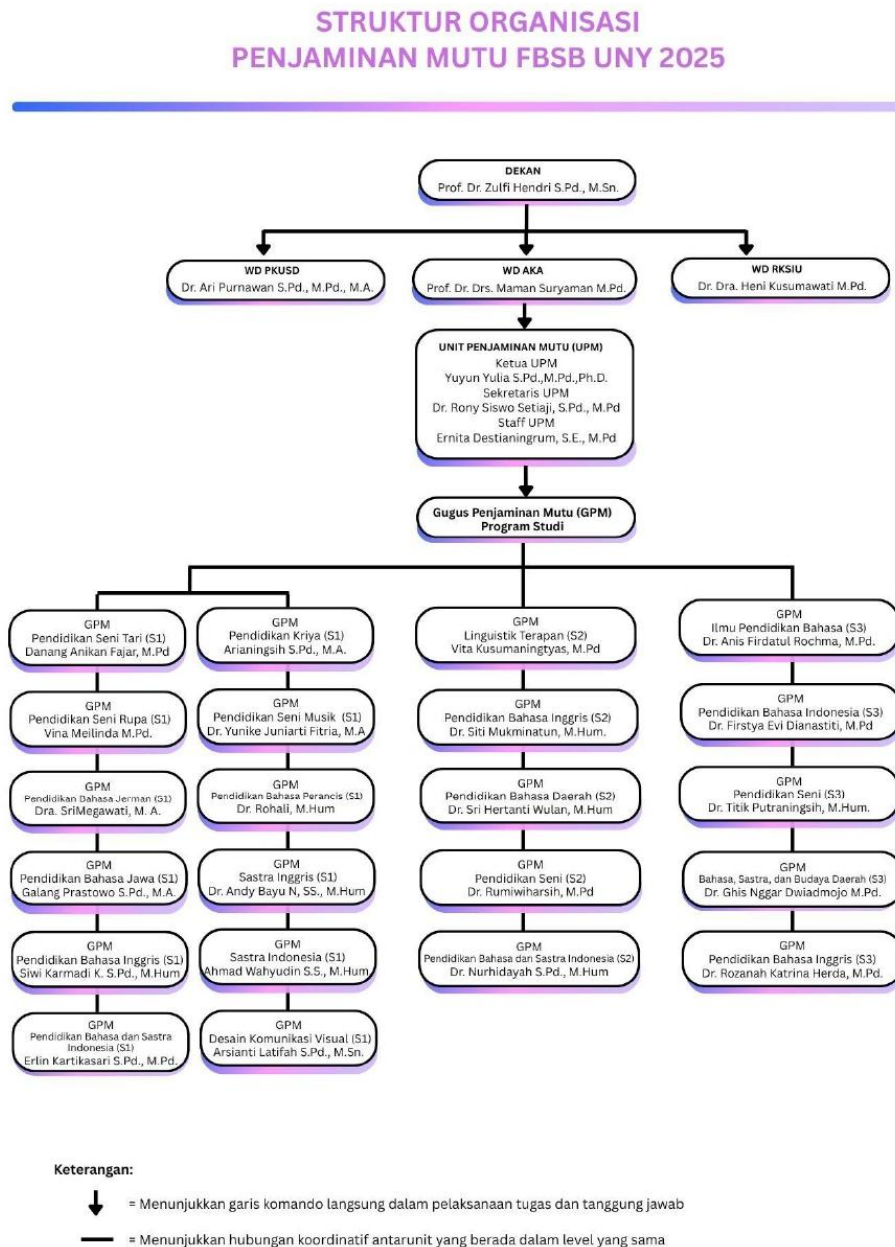 STRUKTUR ORGANISASI
PENJAMINAN MUTU FBSB UNY 2025
DEKAN
Prof. Dr. Zulfi Hendri S.Pd., M.Sn.
WD PKUSD
Dr. Ari Purnawan S.Pd., M.Pd., M.A.
WD AKA
Prof. Dr. Drs. Maman Suryaman M.Pd.
WD RKSIU
Dr. Dra. Heni Kusumawati M.Pd.
UNIT PENJAMINAN MUTU (UPM)
Ketua UPM
Yuyun Yulia S.Pd.,M.Pd.,Ph.D.
Sekretaris UPM
Dr. Rony Siswo Setiaji, S.Pd., M.Pd
Staff UPM
Ernita Destianingrum, S.E., M.Pd
Gugus Penjaminan Mutu (GPM)
Program Studi
GPM
Pendidikan Seni Tari (S1)
Danang Anikan Fajar, M.Pd
GPM
Pendidikan Seni Rupa (S1)
Vina Meilinda M.Pd.
GPM
Pendidikan Bahasa Jerman (S1)
Dra. SriMegawati, M. A.
GPM
Pendidikan Bahasa Jawa (S1)
Galang Prastowo S.Pd., M.A.
GPM
Pendidikan Bahasa Inggris (S1)
Siwi Karmadi K. S.Pd., M.Hum
GPM
Pendidikan Bahasa dan Sastra
Indonesia (S1)
Erlin Kartikasari S.Pd., M.Pd.
GPM
Pendidikan Kriya (S1)
Arianingsih S.Pd., M.A.
GPM
Pendidikan Seni Musik (S1)
Dr. Yunike Juniarti Fitria, M.A
GPM
Pendidikan Bahasa Perancis (S1)
Dr. Rohali, M.Hum
GPM
Sastra Inggris (S1)
Dr. Andy Bayu N, SS., M.Hum
GPM
Sastra Indonesia (S1)
Ahmad Wahyudin S.S., M.Hum
GPM
Desain Komunikasi Visual (S1)
Arsianti Latifah S.Pd., M.Sn.
GPM
Linguistik Terapan (S2)
Vita Kusumaningtyas, M.Pd
GPM
Pendidikan Bahasa Inggris (S2)
Dr. Siti Mukminatun, M.Hum.
GPM
Pendidikan Bahasa Daerah (S2)
Dr. Sri Hertanti Wulan, M.Hum
GPM
Pendidikan Seni (S2)
Dr. Rumiwiharsih, M.Pd
GPM
Pendidikan Bahasa dan Sastra Indonesia (S2)
Dr. Nurhidayah S.Pd., M.Hum
GPM
Ilmu Pendidikan Bahasa (S3)
Dr. Anis Firdatul Rochma, M.Pd.
GPM
Pendidikan Bahasa Indonesia (S3)
Dr. Firstya Evi Dianastiti, M.Pd
GPM
Pendidikan Seni (S3)
Dr. Titik Putraningsih, M.Hum.
GPM
Bahasa, Sastra, dan Budaya Daerah (S3)
Dr. Ghis Nggar Dwiadmojo M.Pd.
GPM
Pendidikan Bahasa Inggris (S3)
Dr. Rozanah Katrina Herda, M.Pd.
Keterangan:
= Menunjukkan garis komando langsung dalam pelaksanaan tugas dan tanggung jawab
= Menunjukkan hubungan koordinatif antarunit yang berada dalam level yang sama